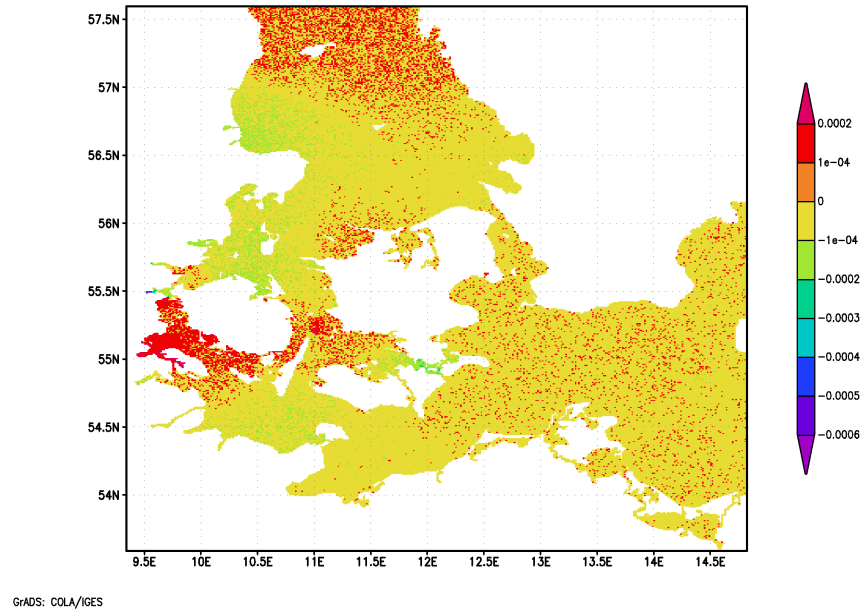 57.5N
57N
56.5N
56N
55.5N
55N
54.5N
54N
9.5E 10E 10.5E 11E 11.5E 12E 12.5E 13E 13.5E 14E 14.5E
0.0002
1e-04
0
-1e-04
-0.0002
-0.0003
-0.0004
-0.0005
-0.0006
GrADS: COLA/IGES